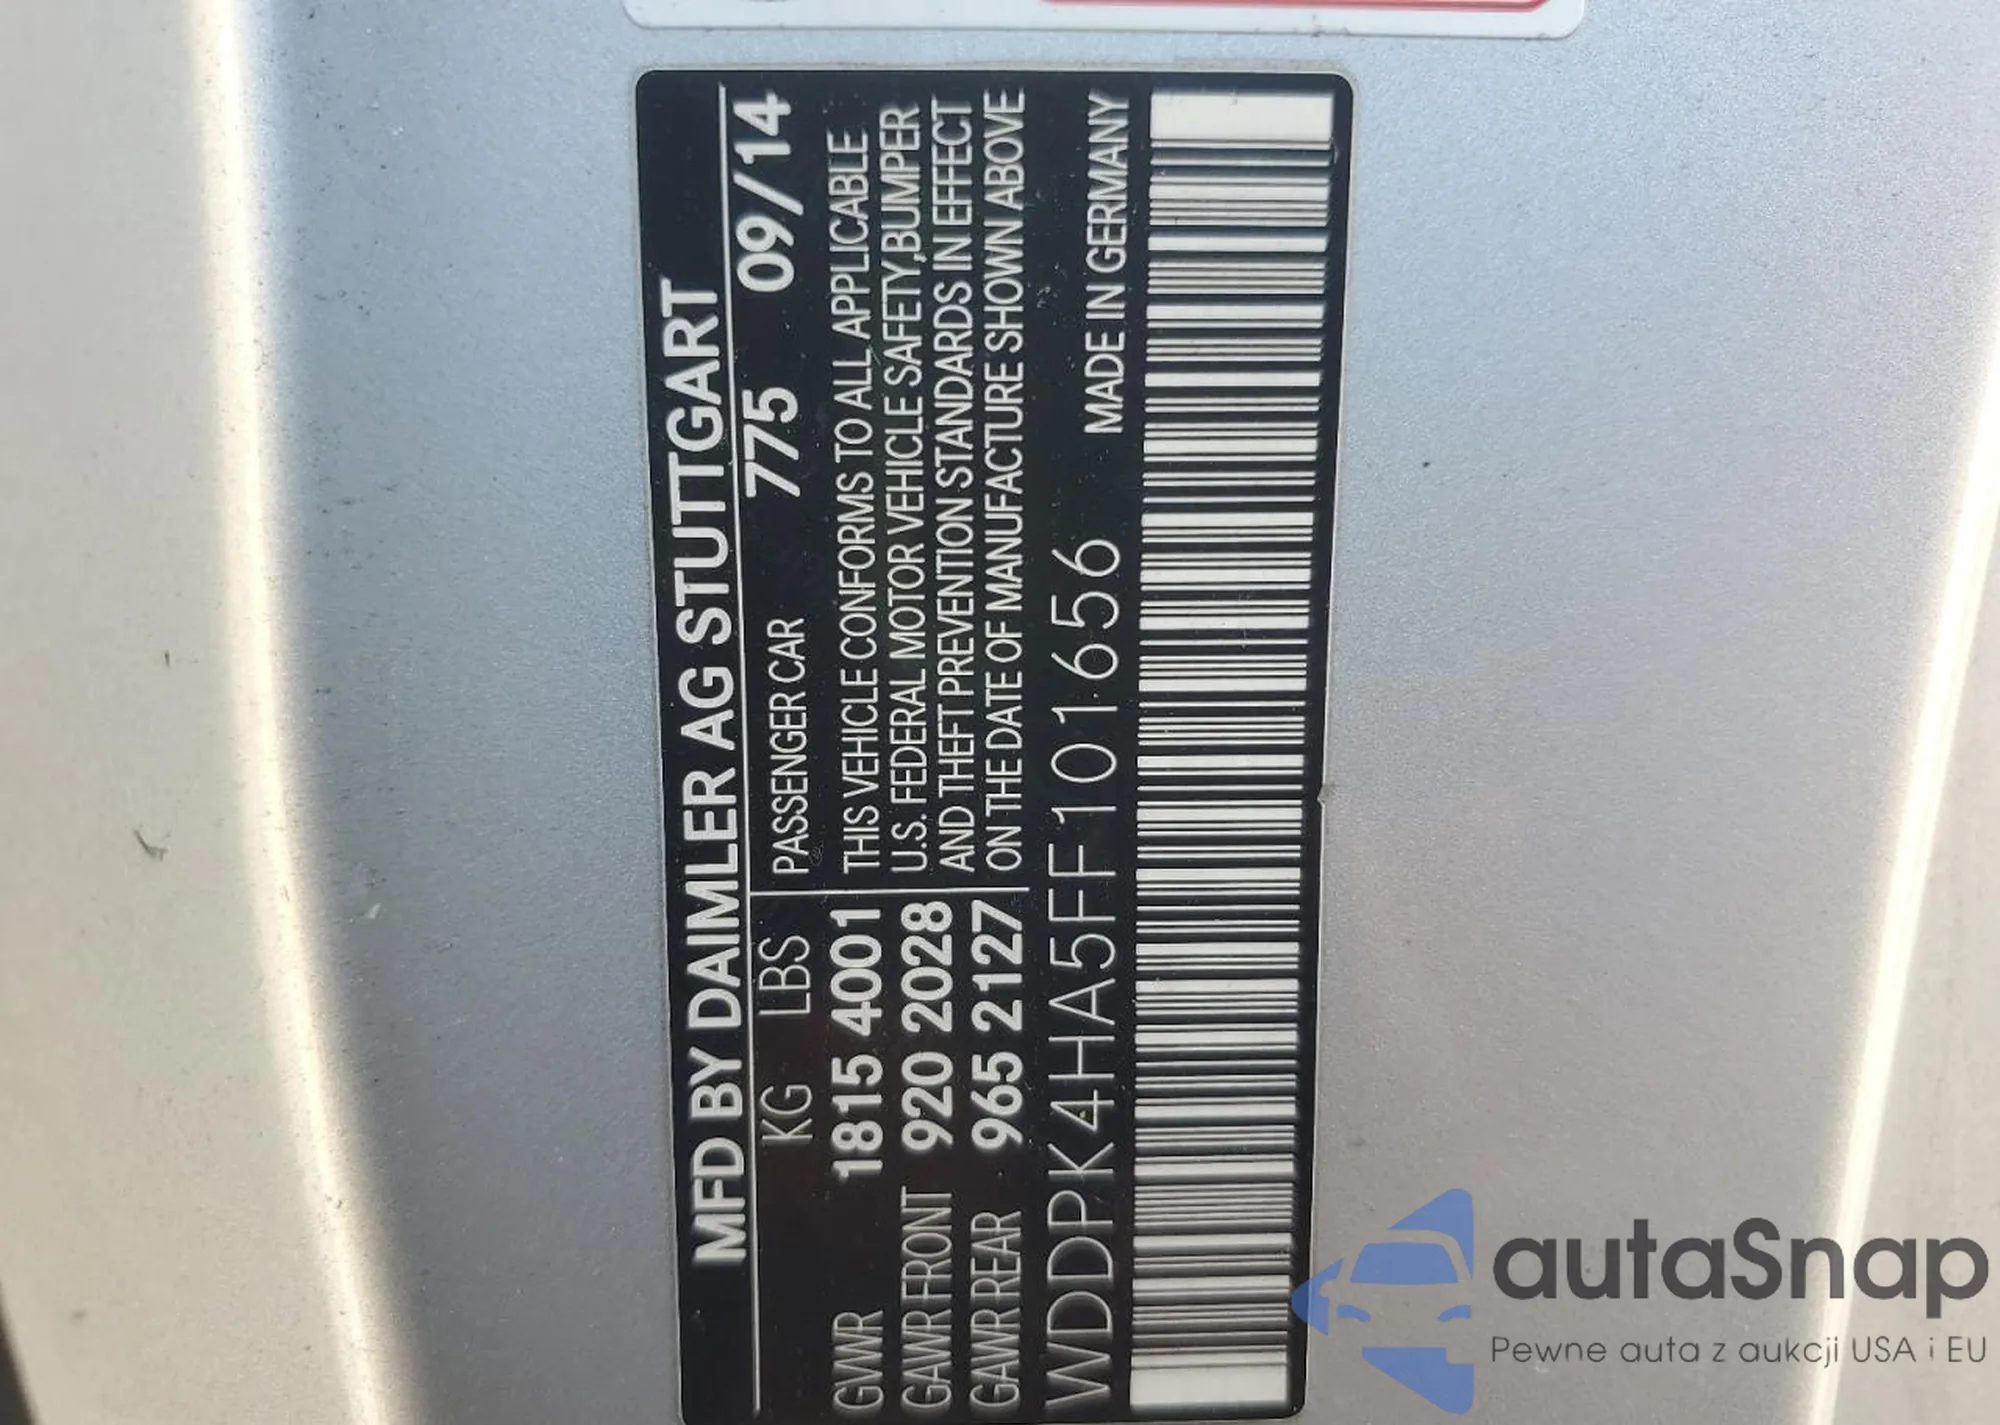 MFD BY DAIMLER AG STUTTGART
KG LBS PASSENGER CAR 775 09/14
GVWR 1815 4001 THIS VEHICLE CONFORMS TO ALL APPLICABLE
GAWR FRONT 920 2028 U.S. FEDERAL MOTOR VEHICLE SAFETY,BUMPER
GAWR REAR 965 2127 AND THEFT PREVENTION STANDARDS IN EFFECT
ON THE DATE OF MANUFACTURE SHOWN ABOVE
WDDPK4HA5FF101656 MADE IN GERMANY
autaSnap
Pewne auta z aukcji USA i EU